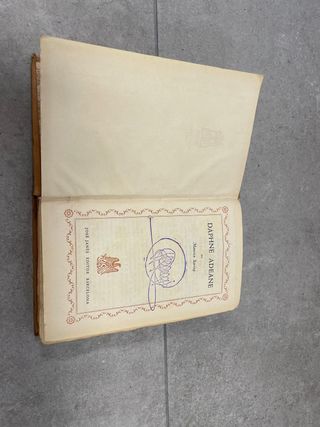 DAPHNE ADEANE
Maurice Baring
JOSÉ JANÉS EDITOR BARCELONA